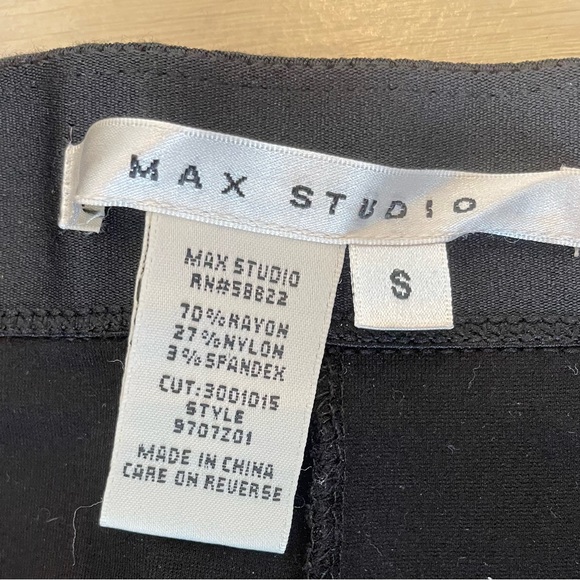 MAX STUDIO
S
MAX STUDIO
RN#58822
70%RAYON
27%NYLON
3%SPANDEX
CUT:3001015
STYLE
9707Z01
MADE IN CHINA
CARE ON REVERSE